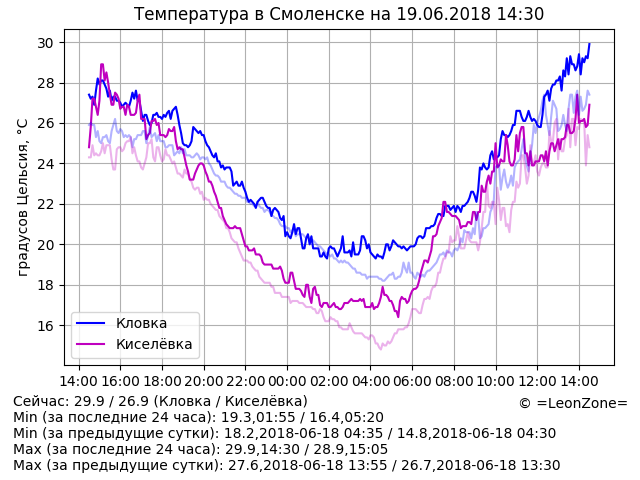 Температура в Смоленске на 19.06.2018 14:30
градусов Цельсия, °C
30
28
26
24
22
20
18
16
Кловка
Киселёвка
14:00 16:00 18:00 20:00 22:00 00:00 02:00 04:00 06:00 08:00 10:00 12:00 14:00
Сейчас: 29.9 / 26.9 (Кловка / Киселёвка)
© =LeonZone=
Min (за последние 24 часа): 19.3,01:55 / 16.4,05:20
Min (за предыдущие сутки): 18.2,2018-06-18 04:35 / 14.8,2018-06-18 04:30
Max (за последние 24 часа): 29.9,14:30 / 28.9,15:05
Max (за предыдущие сутки): 27.6,2018-06-18 13:55 / 26.7,2018-06-18 13:30